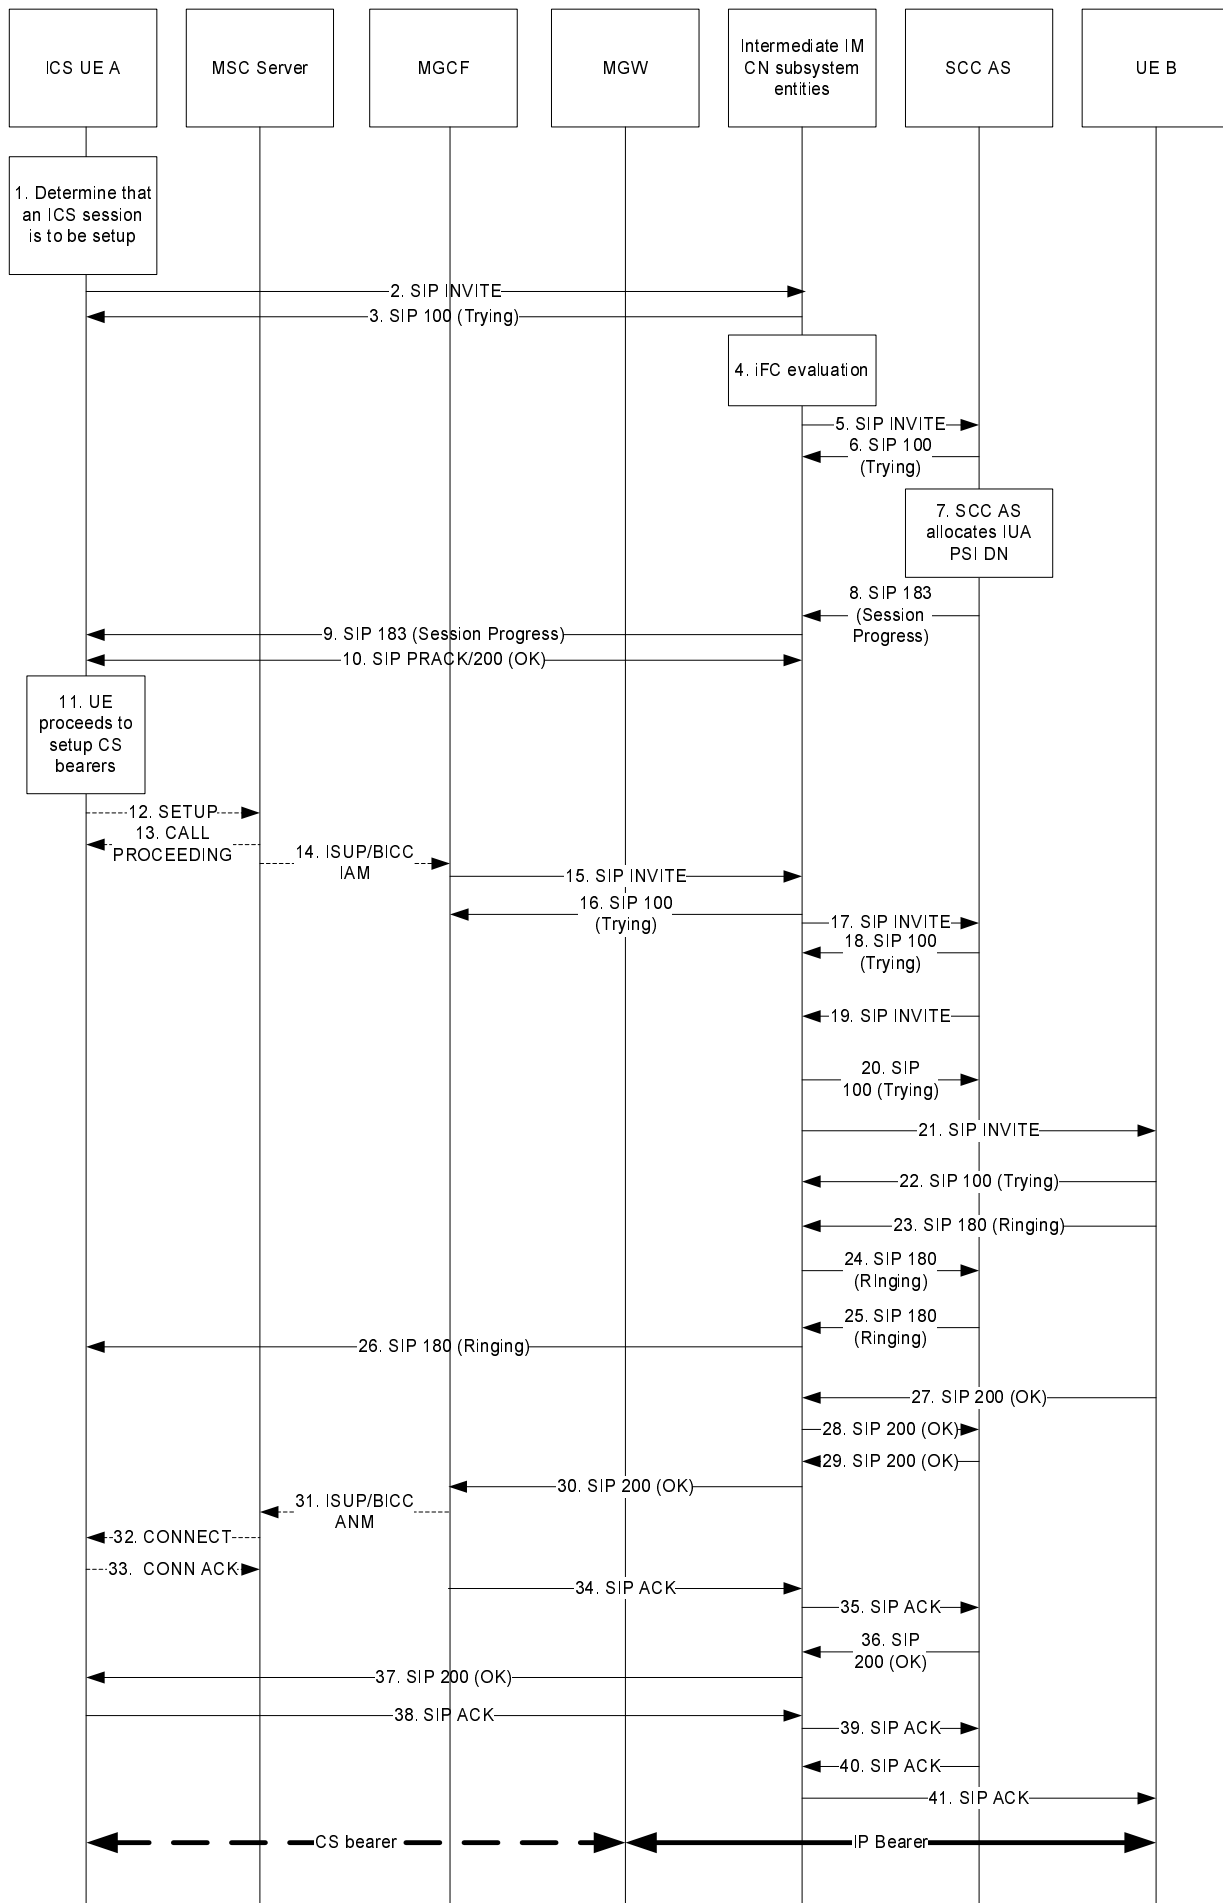 ICS UE A
MSC Server
MGCF
MGW
Intermediate IM
CN subsystem
entities
SCC AS
UE B
1. Determine that
an ICS session
is to be setup
2. SIP INVITE
3. SIP 100 (Trying)
4. iFC evaluation
5. SIP INVITE
6. SIP 100
(Trying)
7. SCC AS
allocates IUA
PSI DN
8. SIP 183
(Session
Progress)
9. SIP 183 (Session Progress)
10. SIP PRACK/200 (OK)
11. UE
proceeds to
setup CS
bearers
12. SETUP
13. CALL
PROCEEDING
14. ISUP/BICC
IAM
15. SIP INVITE
16. SIP 100
(Trying)
17. SIP INVITE
18. SIP 100
(Trying)
19. SIP INVITE
20. SIP
100 (Trying)
21. SIP INVITE
22. SIP 100 (Trying)
23. SIP 180 (Ringing)
24. SIP 180
(RInging)
25. SIP 180
(Ringing)
26. SIP 180 (Ringing)
27. SIP 200 (OK)
28. SIP 200 (OK)
29. SIP 200 (OK)
30. SIP 200 (OK)
31. ISUP/BICC
ANM
32. CONNECT
33. CONN ACK
34. SIP ACK
35. SIP ACK
36. SIP
200 (OK)
37. SIP 200 (OK)
38. SIP ACK
39. SIP ACK
40. SIP ACK
41. SIP ACK
CS bearer
IP Bearer